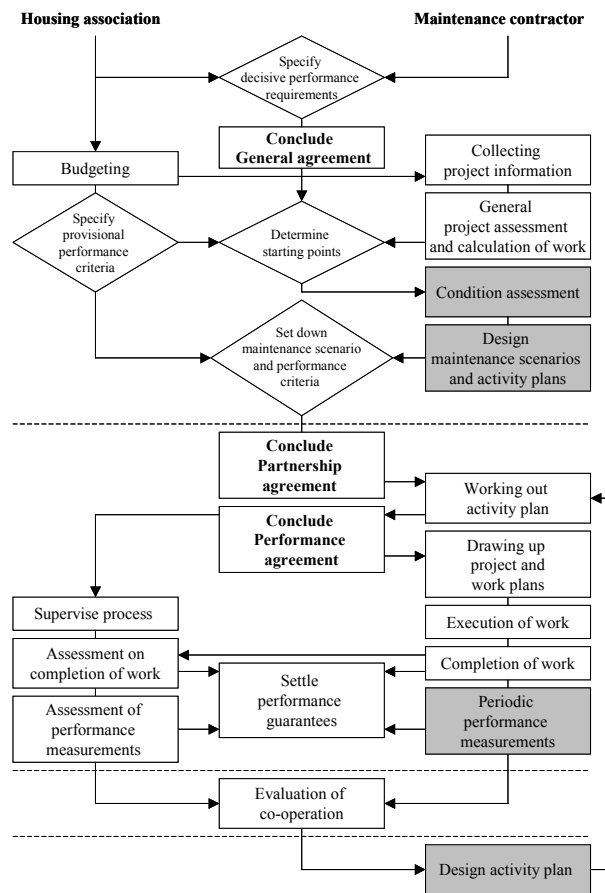 Housing association
Maintenance contractor
Specify
decisive performance
requirements
Conclude
General agreement
Budgeting
Collecting
project information
Specify
provisional
performance
criteria
Determine
starting points
General
project assessment
and calculation of work
Condition assessment
Set down
maintenance scenario
and performance
criteria
Design
maintenance scenarios
and activity plans
Conclude
Partnership
agreement
Working out
activity plan
Conclude
Performance
agreement
Drawing up
project and
work plans
Supervise process
Execution of work
Assessment on
completion of work
Completion of work
Settle
performance
guarantees
Assessment of
performance
measurements
Periodic
performance
measurements
Evaluation of
co-operation
Design activity plan